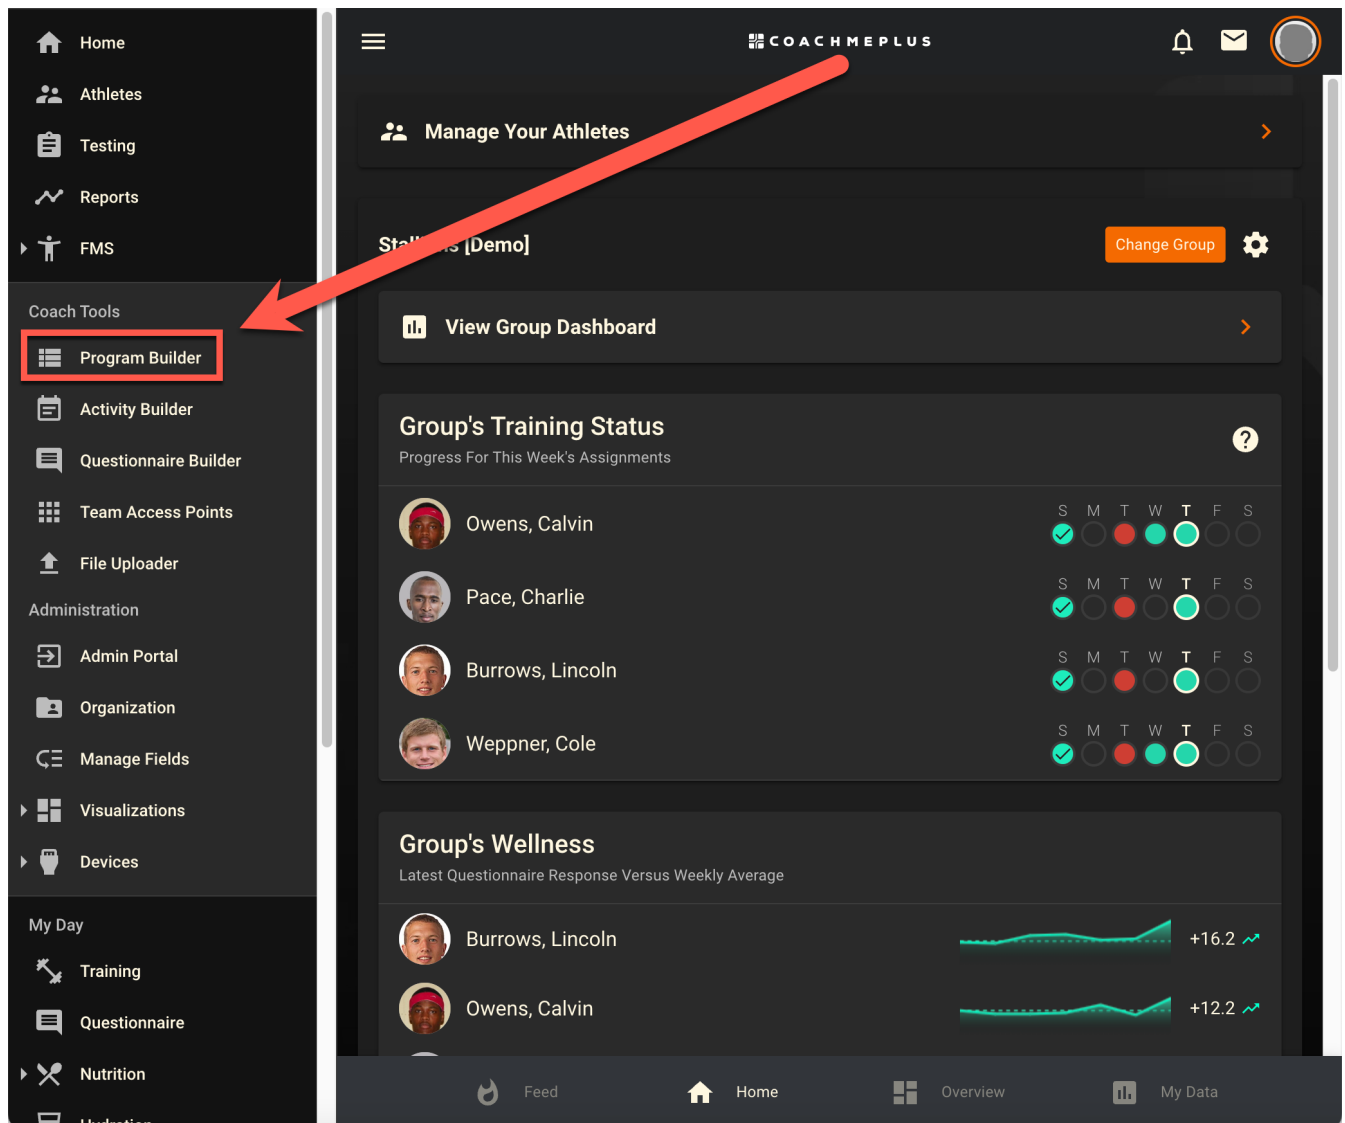 Home
Athletes
Testing
Reports
FMS
Coach Tools
Program Builder
Activity Builder
Questionnaire Builder
Team Access Points
File Uploader
Administration
Admin Portal
Organization
Manage Fields
Visualizations
Devices
My Day
Training
Questionnaire
Nutrition
COACHMEPLUS
Manage Your Athletes
[Demo]
Change Group
View Group Dashboard
Group's Training Status
Progress For This Week's Assignments
?
S M T W T F S
Owens, Calvin
S M T W T F S
Pace, Charlie
S M T W T F S
Burrows, Lincoln
S M T W T F S
Weppner, Cole
Group's Wellness
Latest Questionnaire Response Versus Weekly Average
Burrows, Lincoln +16.2
Owens, Calvin +12.2
Feed Home Overview My Data